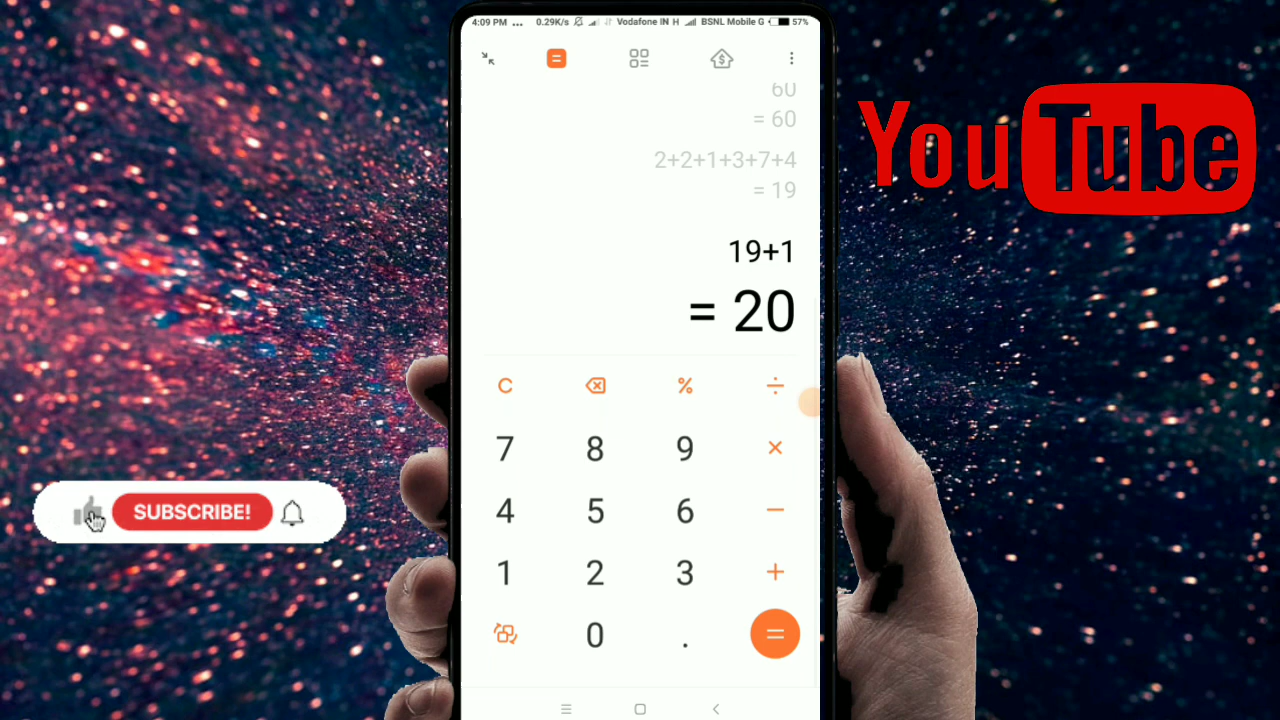 4:09 PM ... 0.29K/s Vodafone IN H BSNL Mobile G 57%
60
= 60
2+2+1+3+7+4
= 19
19+1
= 20
C % ÷
7 8 9 ×
4 5 6 −
1 2 3 +
0 . =
YouTube
SUBSCRIBE!